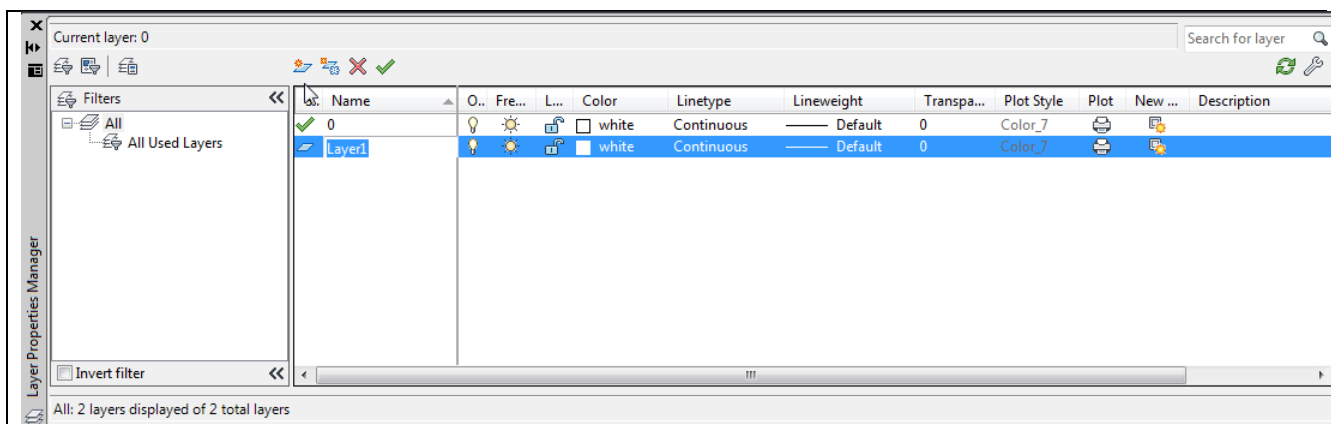 Current layer: 0
Search for layer
Filters
Name O.. Fre... L... Color Linetype Lineweight Transpa... Plot Style Plot New ... Description
All
0 white Continuous Default 0 Color_7
All Used Layers
Layer1 white Continuous Default 0 Color_7
Layer Properties Manager
Invert filter
All: 2 layers displayed of 2 total layers